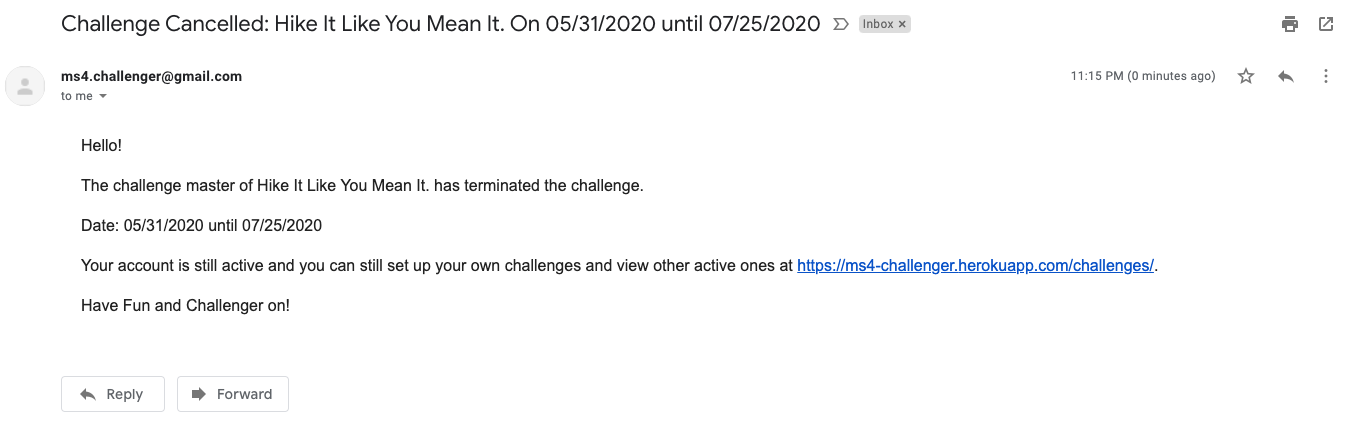 Challenge Cancelled: Hike It Like You Mean It. On 05/31/2020 until 07/25/2020 Inbox ×
ms4.challenger@gmail.com 11:15 PM (0 minutes ago)
to me
Hello!
The challenge master of Hike It Like You Mean It. has terminated the challenge.
Date: 05/31/2020 until 07/25/2020
Your account is still active and you can still set up your own challenges and view other active ones at https://ms4-challenger.herokuapp.com/challenges/.
Have Fun and Challenger on!
Reply Forward